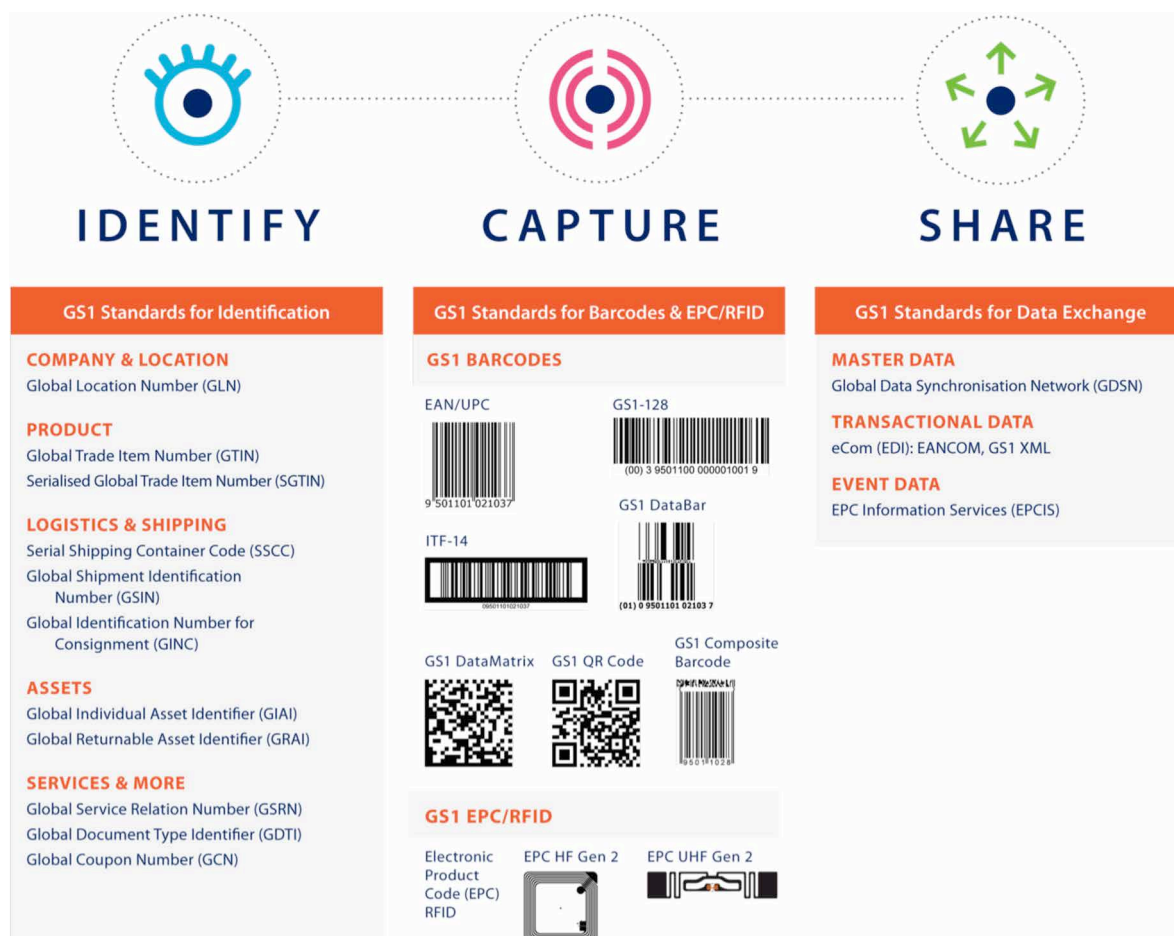 IDENTIFY
CAPTURE
SHARE
GS1 Standards for Identification
COMPANY & LOCATION
Global Location Number (GLN)
PRODUCT
Global Trade Item Number (GTIN)
Serialised Global Trade Item Number (SGTIN)
LOGISTICS & SHIPPING
Serial Shipping Container Code (SSCC)
Global Shipment Identification
Number (GSIN)
Global Identification Number for
Consignment (GINC)
ASSETS
Global Individual Asset Identifier (GIAI)
Global Returnable Asset Identifier (GRAI)
SERVICES & MORE
Global Service Relation Number (GSRN)
Global Document Type Identifier (GDTI)
Global Coupon Number (GCN)
GS1 Standards for Barcodes & EPC/RFID
GS1 BARCODES
EAN/UPC
9 501101 021037
GS1-128
(00) 3 9501100 000001001 9
GS1 DataBar
(01) 0 9501101 02103 7
ITF-14
09501101021037
GS1 DataMatrix
GS1 QR Code
GS1 Composite
Barcode
9501 1028
GS1 EPC/RFID
Electronic
Product
Code (EPC)
RFID
EPC HF Gen 2
EPC UHF Gen 2
GS1 Standards for Data Exchange
MASTER DATA
Global Data Synchronisation Network (GDSN)
TRANSACTIONAL DATA
eCom (EDI): EANCOM, GS1 XML
EVENT DATA
EPC Information Services (EPCIS)